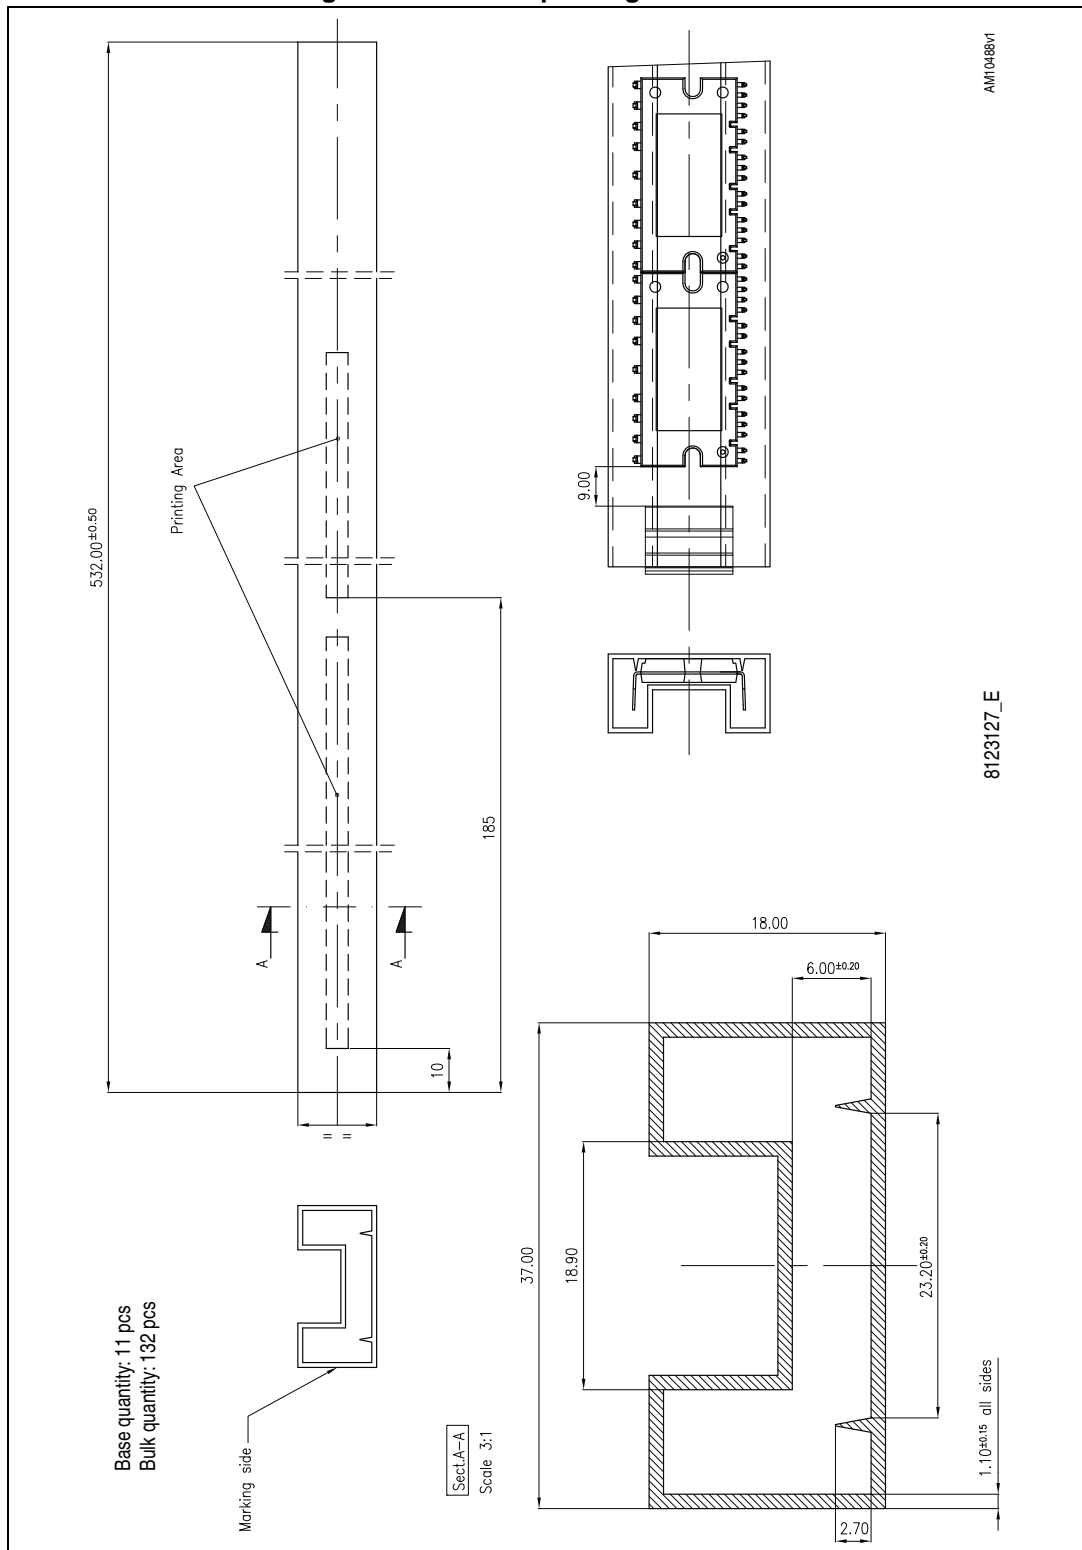 AM10488v1
532.00±0.50
Printing Area
9.00
185
8123127_E
A
A
10
= =
18.00
6.00±0.20
37.00
18.90
23.20±0.20
1.10±0.15 all sides
2.70
Base quantity: 11 pcs
Bulk quantity: 132 pcs
Marking side
Sect.A-A
Scale 3:1